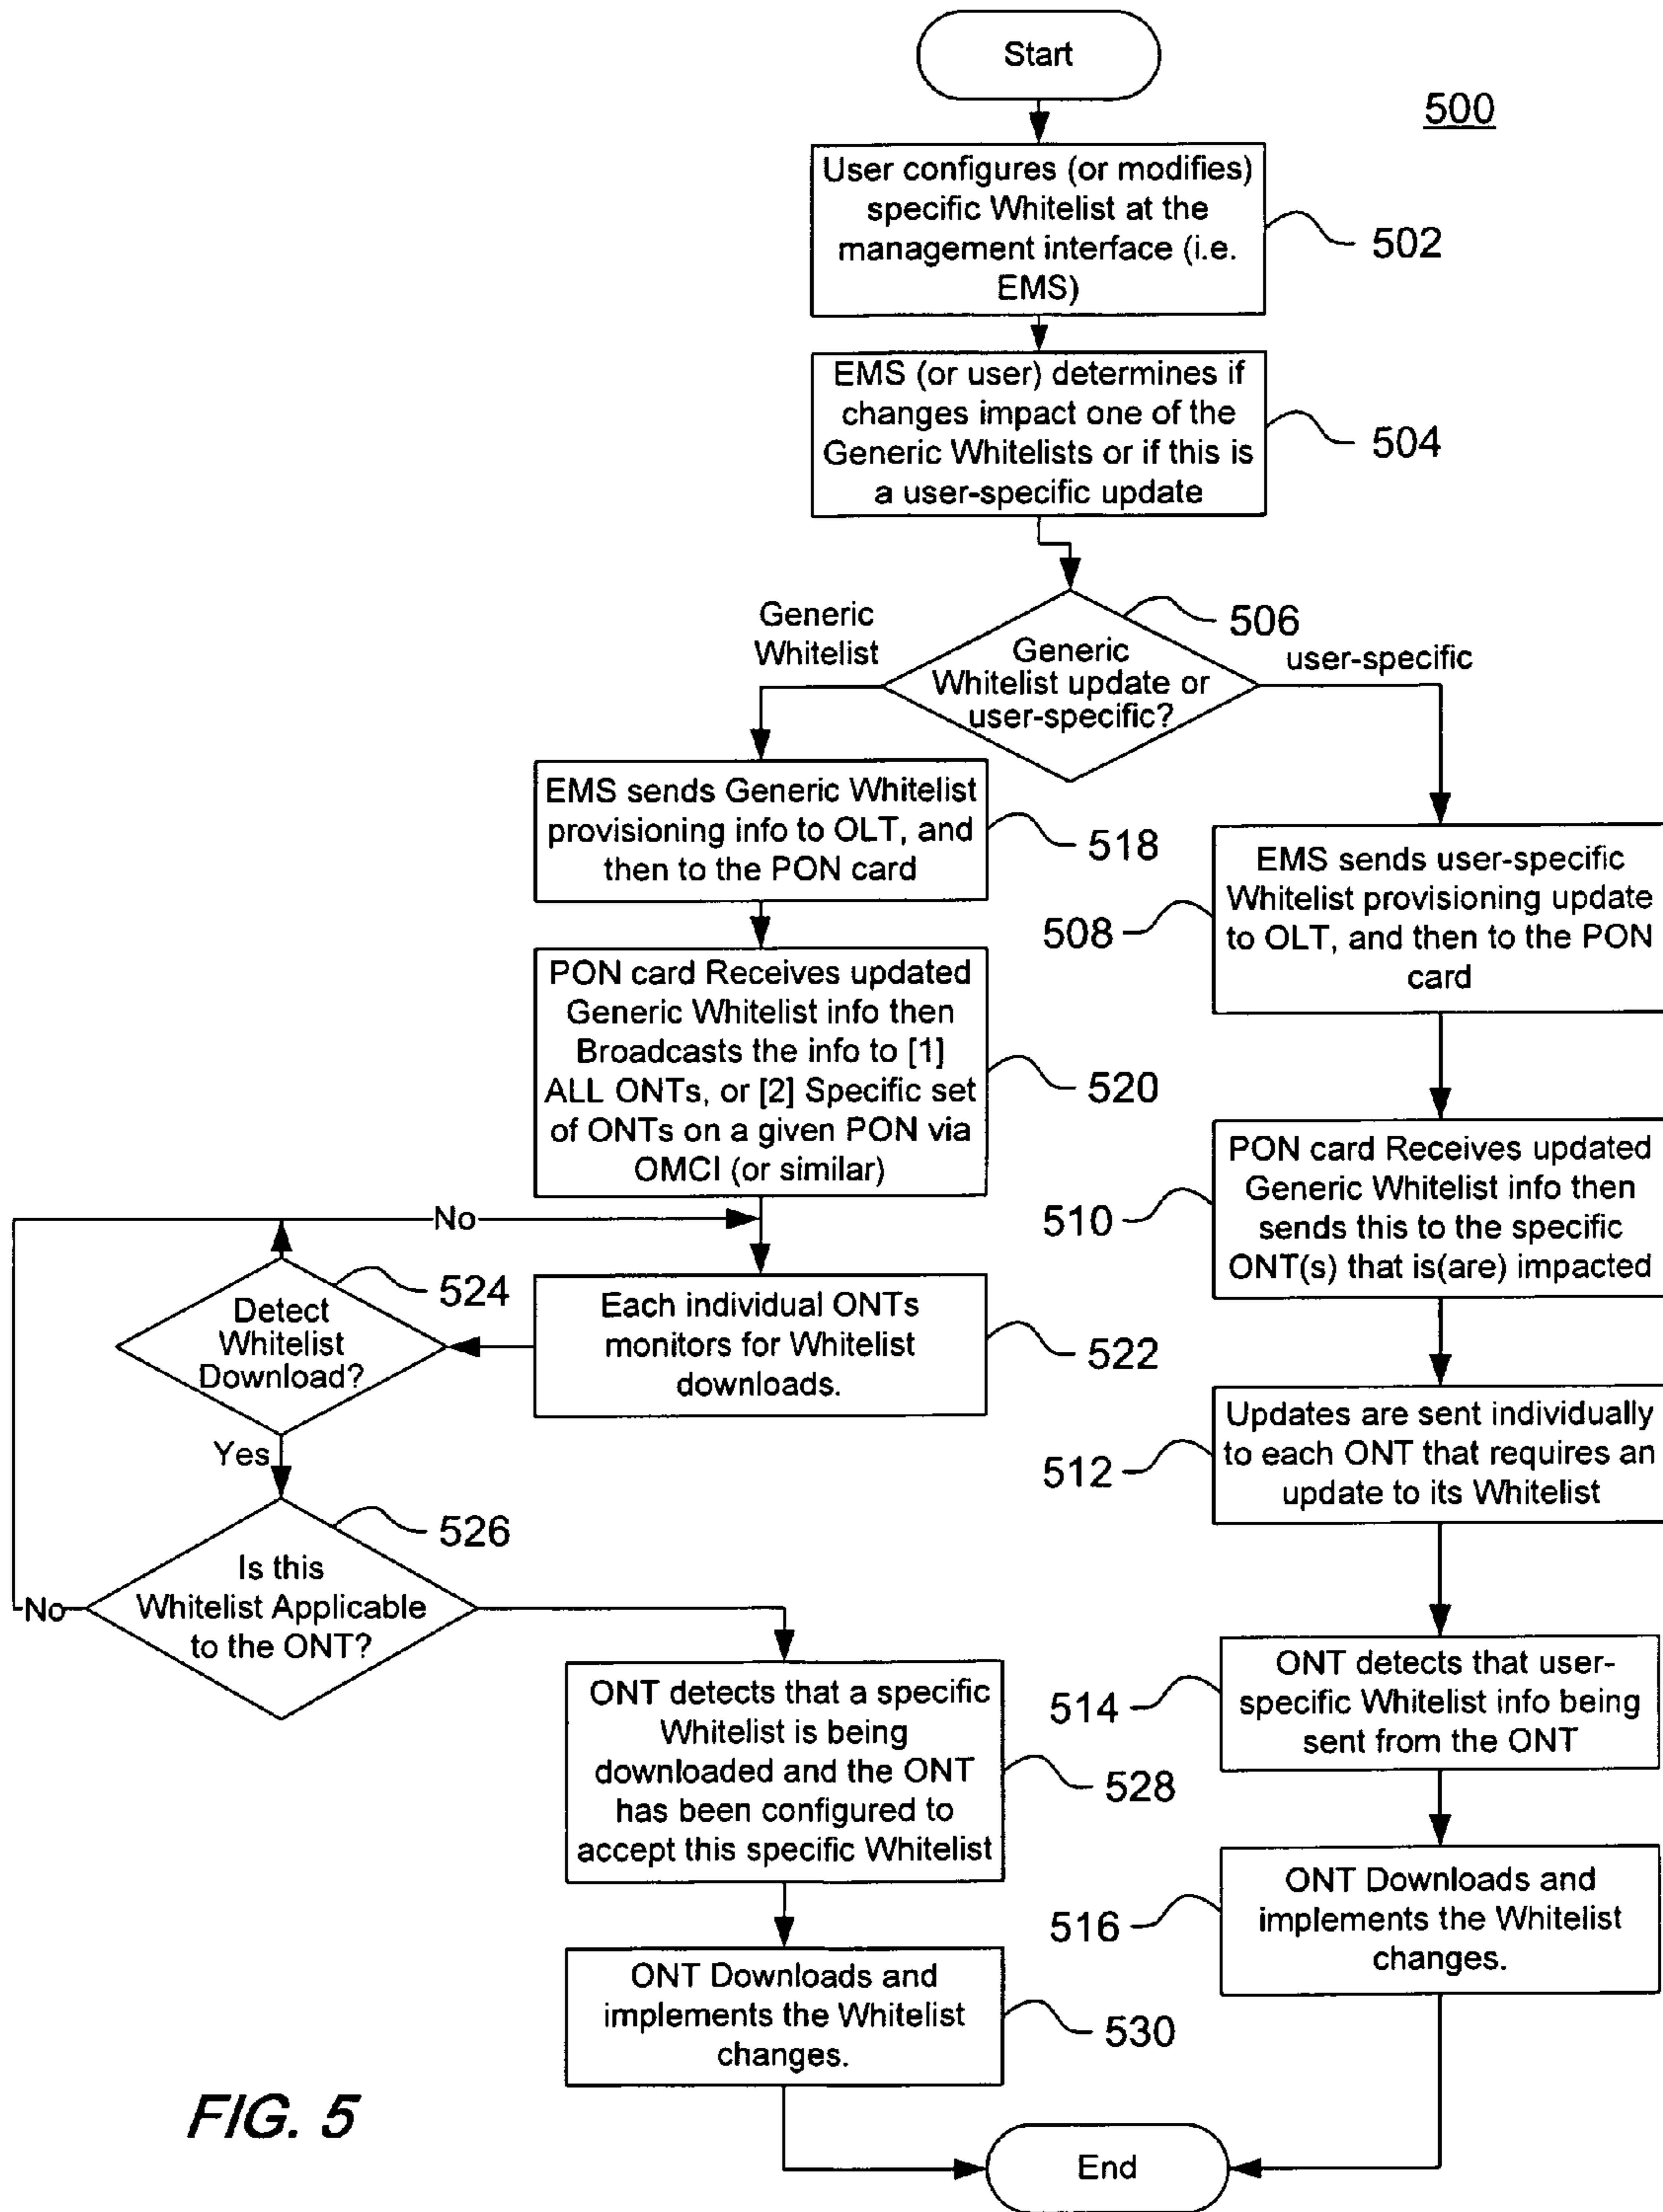 Start
500
User configures (or modifies)
specific Whitelist at the
management interface (i.e.
EMS)
502
EMS (or user) determines if
changes impact one of the
Generic Whitelists or if this is
a user-specific update
504
506
Generic
Whitelist
Generic
Whitelist update or
user-specific?
user-specific
EMS sends Generic Whitelist
provisioning info to OLT, and
then to the PON card
518
EMS sends user-specific
Whitelist provisioning update
to OLT, and then to the PON
card
508
PON card Receives updated
Generic Whitelist info then
Broadcasts the info to [1]
ALL ONTs, or [2] Specific set
of ONTs on a given PON via
OMCI (or similar)
520
PON card Receives updated
Generic Whitelist info then
sends this to the specific
ONT(s) that is(are) impacted
510
No
524
Detect
Whitelist
Download?
Each individual ONTs
monitors for Whitelist
downloads.
522
Updates are sent individually
to each ONT that requires an
update to its Whitelist
512
Yes
526
Is this
Whitelist Applicable
to the ONT?
No
ONT detects that a specific
Whitelist is being
downloaded and the ONT
has been configured to
accept this specific Whitelist
528
ONT detects that user-
specific Whitelist info being
sent from the ONT
514
ONT Downloads and
implements the Whitelist
changes.
516
ONT Downloads and
implements the Whitelist
changes.
530
End
FIG. 5